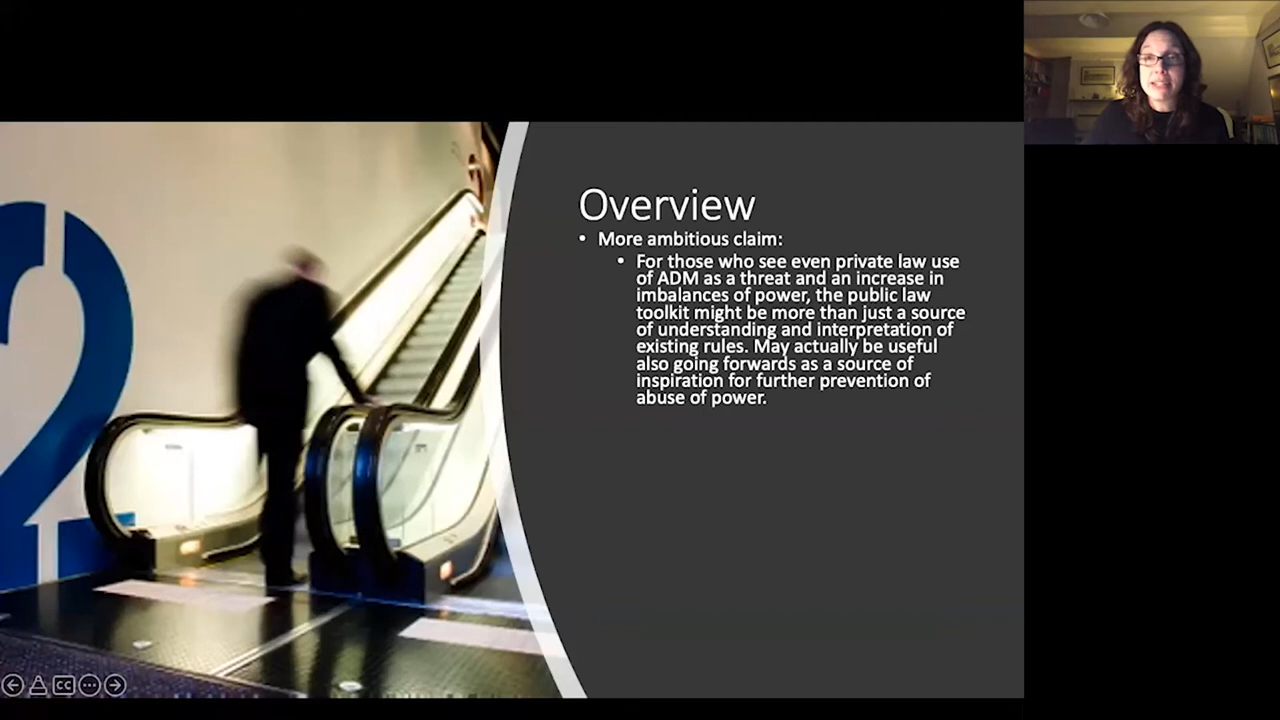 2
Overview
• More ambitious claim:
• For those who see even private law use
of ADM as a threat and an increase in
imbalances of power, the public law
toolkit might be more than just a source
of understanding and interpretation of
existing rules. May actually be useful
also going forwards as a source of
inspiration for further prevention of
abuse of power.
CC